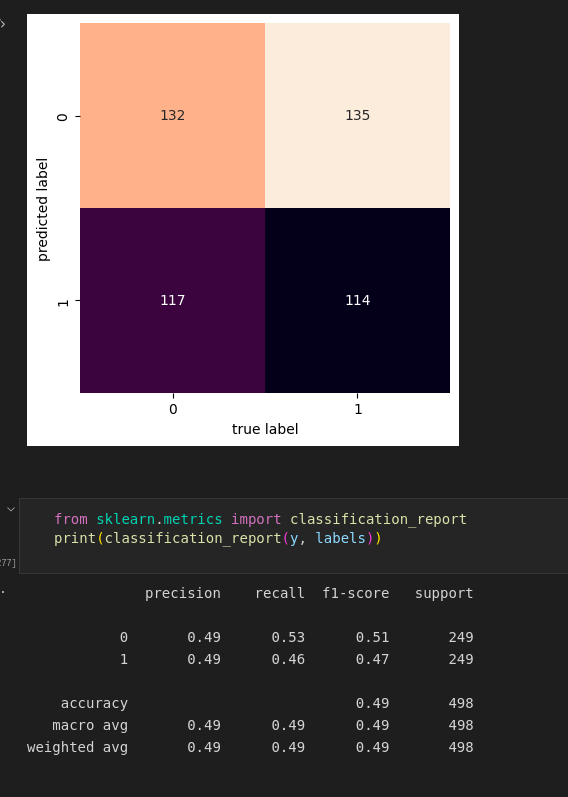 132 135
0
predicted label
117 114
1
0 1
true label
from sklearn.metrics import classification_report
print(classification_report(y, labels))
277]
precision recall f1-score support
0 0.49 0.53 0.51 249
1 0.49 0.46 0.47 249
accuracy 0.49 498
macro avg 0.49 0.49 0.49 498
weighted avg 0.49 0.49 0.49 498